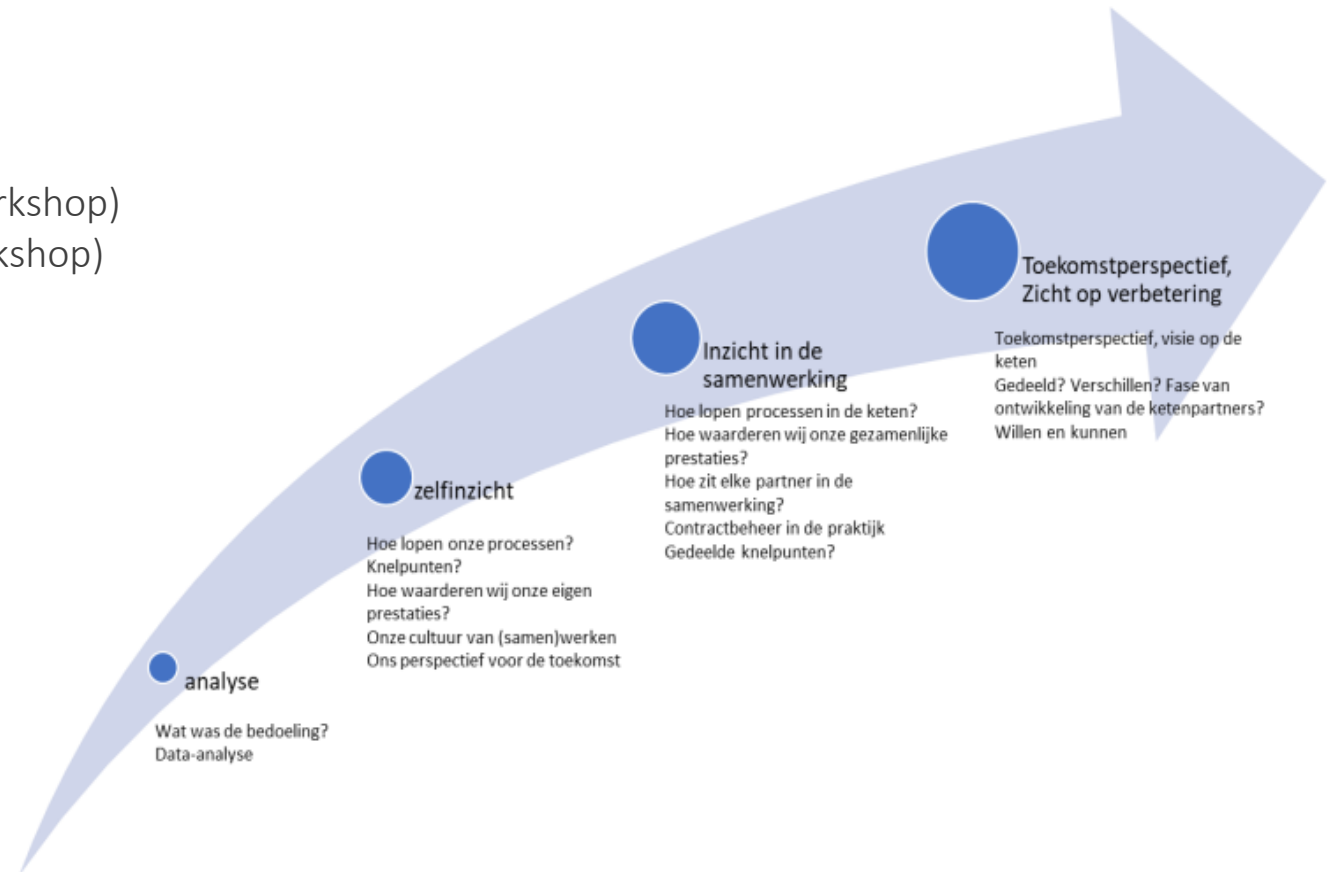 rkshop)
kshop)
analyse
Wat was de bedoeling?
Data-analyse
zelfinzicht
Hoe lopen onze processen?
Knelpunten?
Hoe waarderen wij onze eigen
prestaties?
Onze cultuur van (samen)werken
Ons perspectief voor de toekomst
Inzicht in de
samenwerking
Hoe lopen processen in de keten?
Hoe waarderen wij onze gezamenlijke
prestaties?
Hoe zit elke partner in de
samenwerking?
Contractbeheer in de praktijk
Gedeelde knelpunten?
Toekomstperspectief,
Zicht op verbetering
Toekomstperspectief, visie op de
keten
Gedeeld? Verschillen? Fase van
ontwikkeling van de ketenpartners?
Willen en kunnen